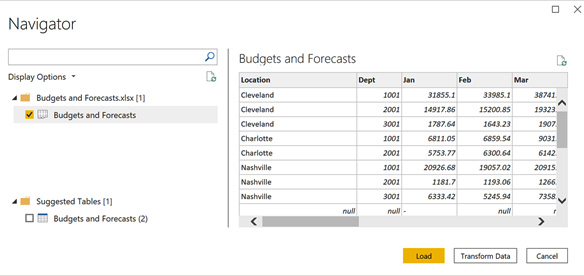 Navigator
Display Options
Budgets and Forecasts.xlsx [1]
Budgets and Forecasts
Suggested Tables [1]
Budgets and Forecasts (2)
Budgets and Forecasts
Location Dept Jan Feb Mar
Cleveland 1001 31855.1 33985.1 38741.
Cleveland 2001 14917.86 15200.85 19323.
Cleveland 3001 1787.64 1643.23 1907.
Charlotte 1001 6811.05 6859.54 9031.
Charlotte 2001 5753.77 6300.64 6142.
Nashville 1001 20926.68 19057.02 20915.
Nashville 2001 1181.7 1193.06 1266.
Nashville 3001 6333.42 5245.94 7358.
null null - null
Load Transform Data Cancel